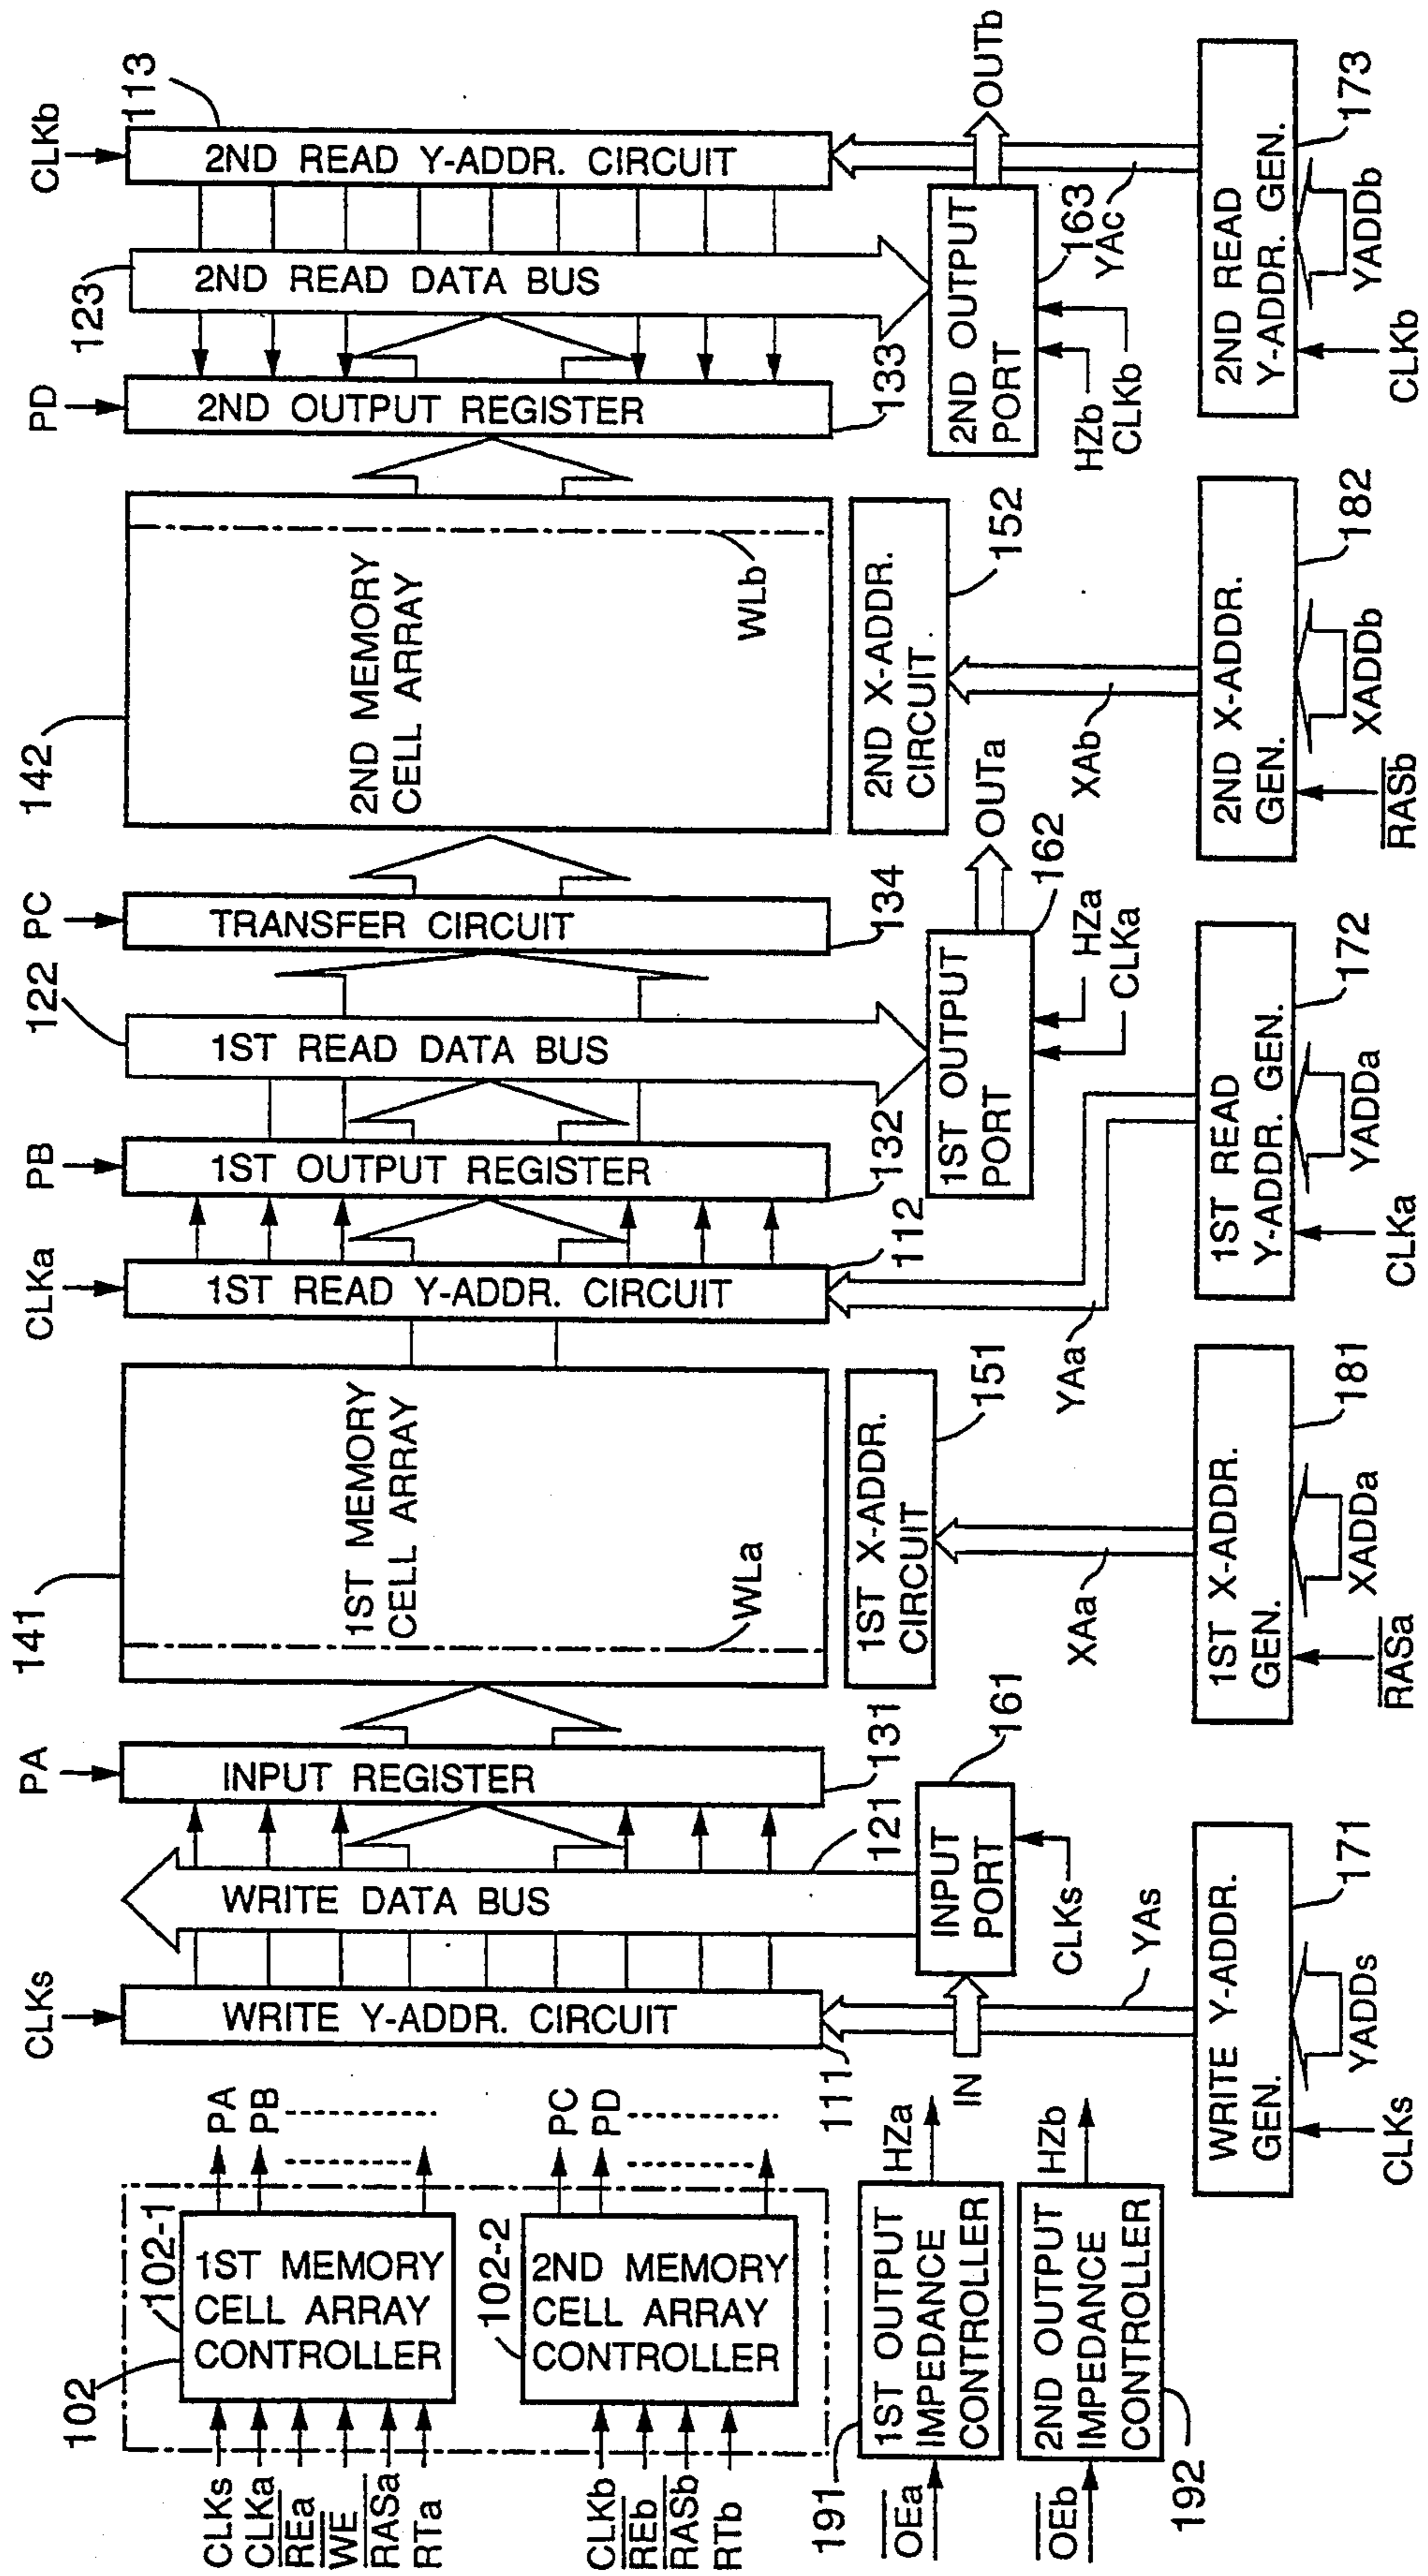 102
CLKs
CLKa
REa
WE
RASa
RTa
102-1
1ST MEMORY
CELL ARRAY
CONTROLLER
PA
PB
CLKb
REb
RASb
RTb
102-2
2ND MEMORY
CELL ARRAY
CONTROLLER
PC
PD
191
OEa
1ST OUTPUT
IMPEDANCE
CONTROLLER
HZa
OEb
192
2ND OUTPUT
IMPEDANCE
CONTROLLER
HZb
CLKs
WRITE Y-ADDR. CIRCUIT
111
WRITE DATA BUS
121
PA
INPUT REGISTER
131
IN
INPUT
PORT
161
CLKs
YAs
WRITE Y-ADDR.
GEN.
171
CLKs
YADDs
141
1ST MEMORY
CELL ARRAY
WLa
1ST X-ADDR.
CIRCUIT
151
XAa
1ST X-ADDR.
GEN.
181
RASa
XADDa
CLKa
1ST READ Y-ADDR. CIRCUIT
112
PB
1ST OUTPUT REGISTER
132
122
1ST READ DATA BUS
PC
TRANSFER CIRCUIT
134
1ST OUTPUT
PORT
162
OUTa
HZa
CLKa
YAa
1ST READ
Y-ADDR. GEN.
172
CLKa
YADDa
142
2ND MEMORY
CELL ARRAY
WLb
2ND X-ADDR.
CIRCUIT
152
XAb
2ND X-ADDR.
GEN.
182
RASb
XADDb
PD
2ND OUTPUT REGISTER
133
123
2ND READ DATA BUS
CLKb
113
2ND READ Y-ADDR. CIRCUIT
2ND OUTPUT
PORT
163
OUTb
HZb
CLKb
YAc
2ND READ
Y-ADDR. GEN.
173
CLKb
YADDb